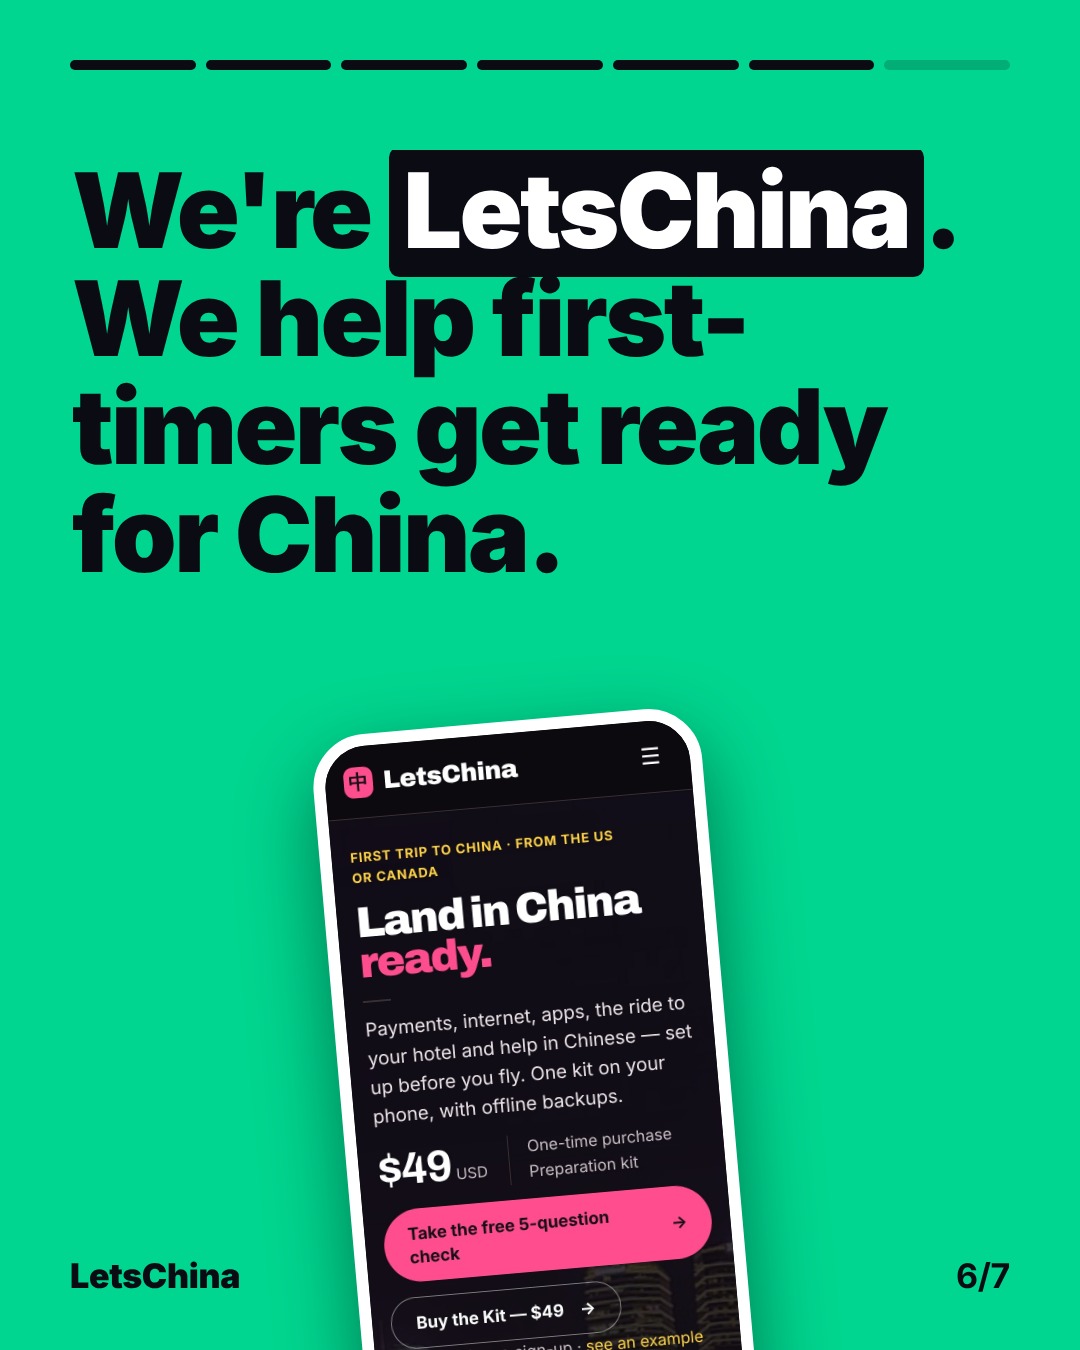 We're LetsChina.
We help first-
timers get ready
for China.
中 LetsChina ☰
FIRST TRIP TO CHINA · FROM THE US
OR CANADA
Land in China
ready.
Payments, internet, apps, the ride to
your hotel and help in Chinese — set
up before you fly. One kit on your
phone, with offline backups.
$49 USD
One-time purchase
Preparation kit
Take the free 5-question
check →
Buy the Kit — $49 →
sign-up · see an example
LetsChina
6/7